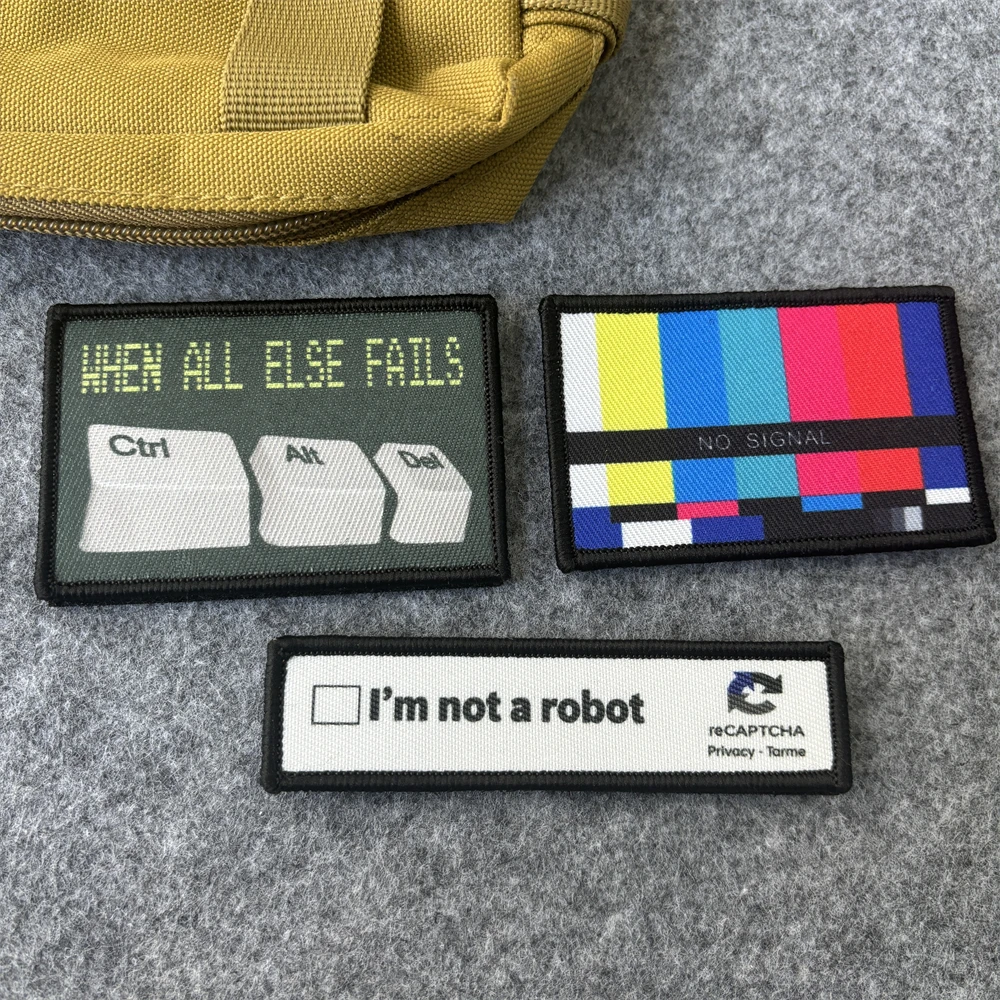 WHEN ALL ELSE FAILS
Ctrl
Alt
Del
NO SIGNAL
I'm not a robot
reCAPTCHA
Privacy - Tarme